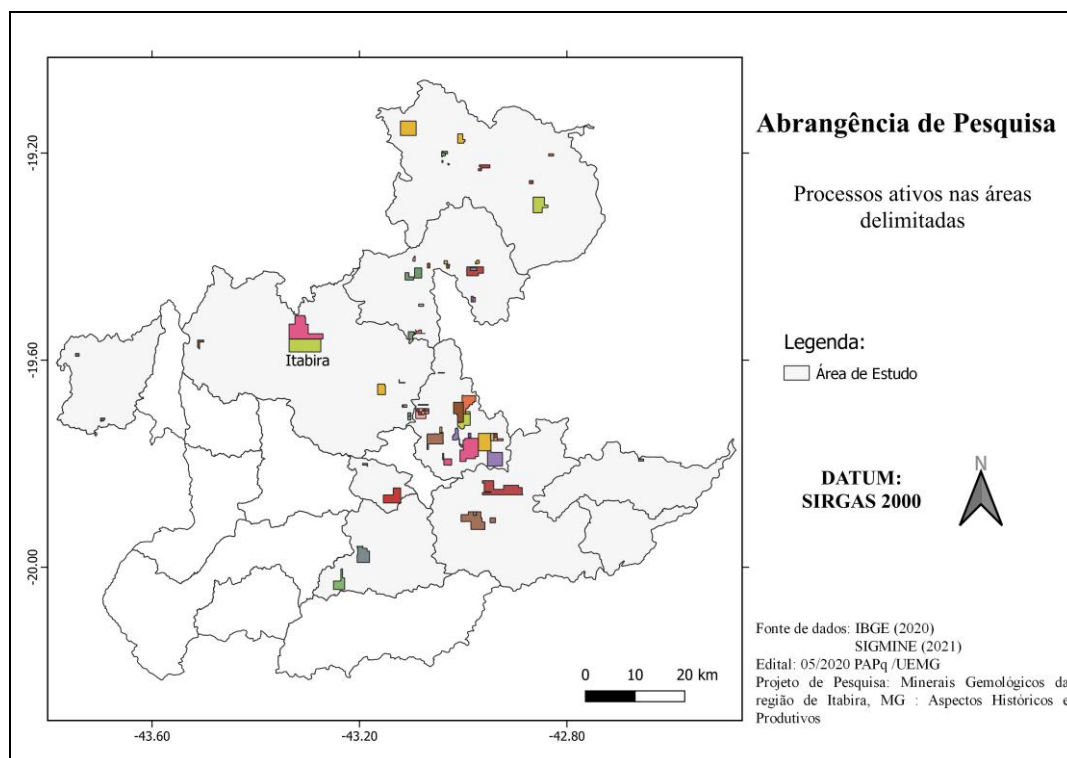 Abrangência de Pesquisa
Processos ativos nas áreas
delimitadas
Legenda:
Área de Estudo
DATUM:
SIRGAS 2000
N
Fonte de dados: IBGE (2020)
SIGMINE (2021)
Edital: 05/2020 PAPq /UEMG
Projeto de Pesquisa: Minerais Gemológicos da
região de Itabira, MG : Aspectos Históricos e
Produtivos
Itabira
0 10 20 km
-19.20
-19.60
-20.00
-43.60 -43.20 -42.80